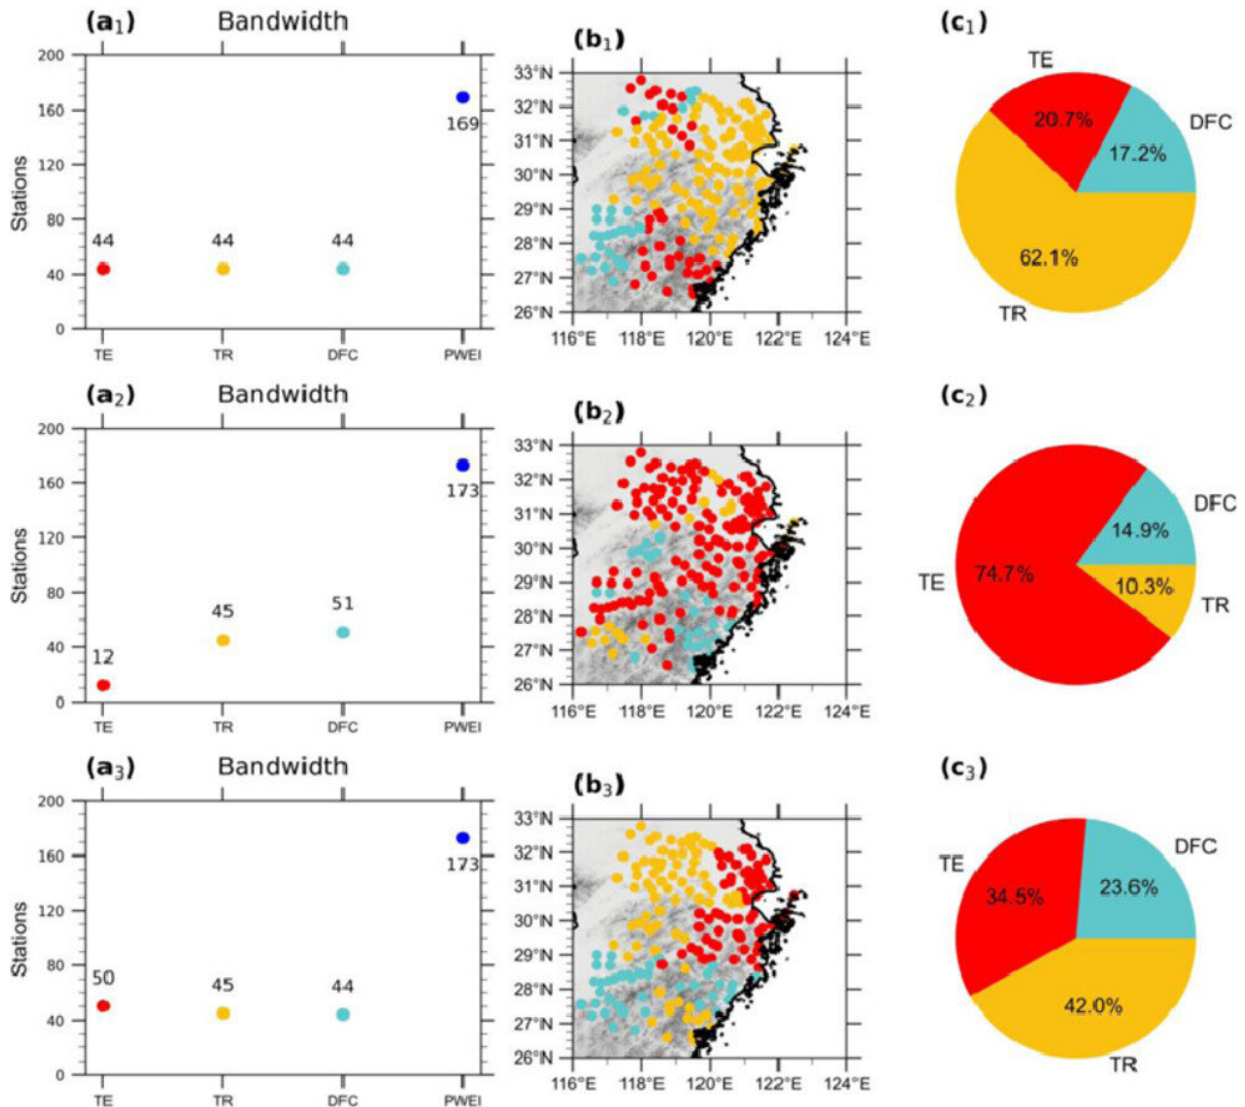 (a1) Bandwidth
200
160
120
80
40
0
Stations
44
44
44
169
TE
TR
DFC
PWEI
(b1)
33°N
32°N
31°N
30°N
29°N
28°N
27°N
26°N
116°E
118°E
120°E
122°E
124°E
(c1)
TE
20.7%
DFC
17.2%
62.1%
TR
(a2) Bandwidth
200
160
120
80
40
0
Stations
12
45
51
173
TE
TR
DFC
PWEI
(b2)
33°N
32°N
31°N
30°N
29°N
28°N
27°N
26°N
116°E
118°E
120°E
122°E
124°E
(c2)
DFC
14.9%
TE
74.7%
10.3%
TR
(a3) Bandwidth
200
160
120
80
40
0
Stations
50
45
44
173
TE
TR
DFC
PWEI
(b3)
33°N
32°N
31°N
30°N
29°N
28°N
27°N
26°N
116°E
118°E
120°E
122°E
124°E
(c3)
TE
34.5%
DFC
23.6%
42.0%
TR